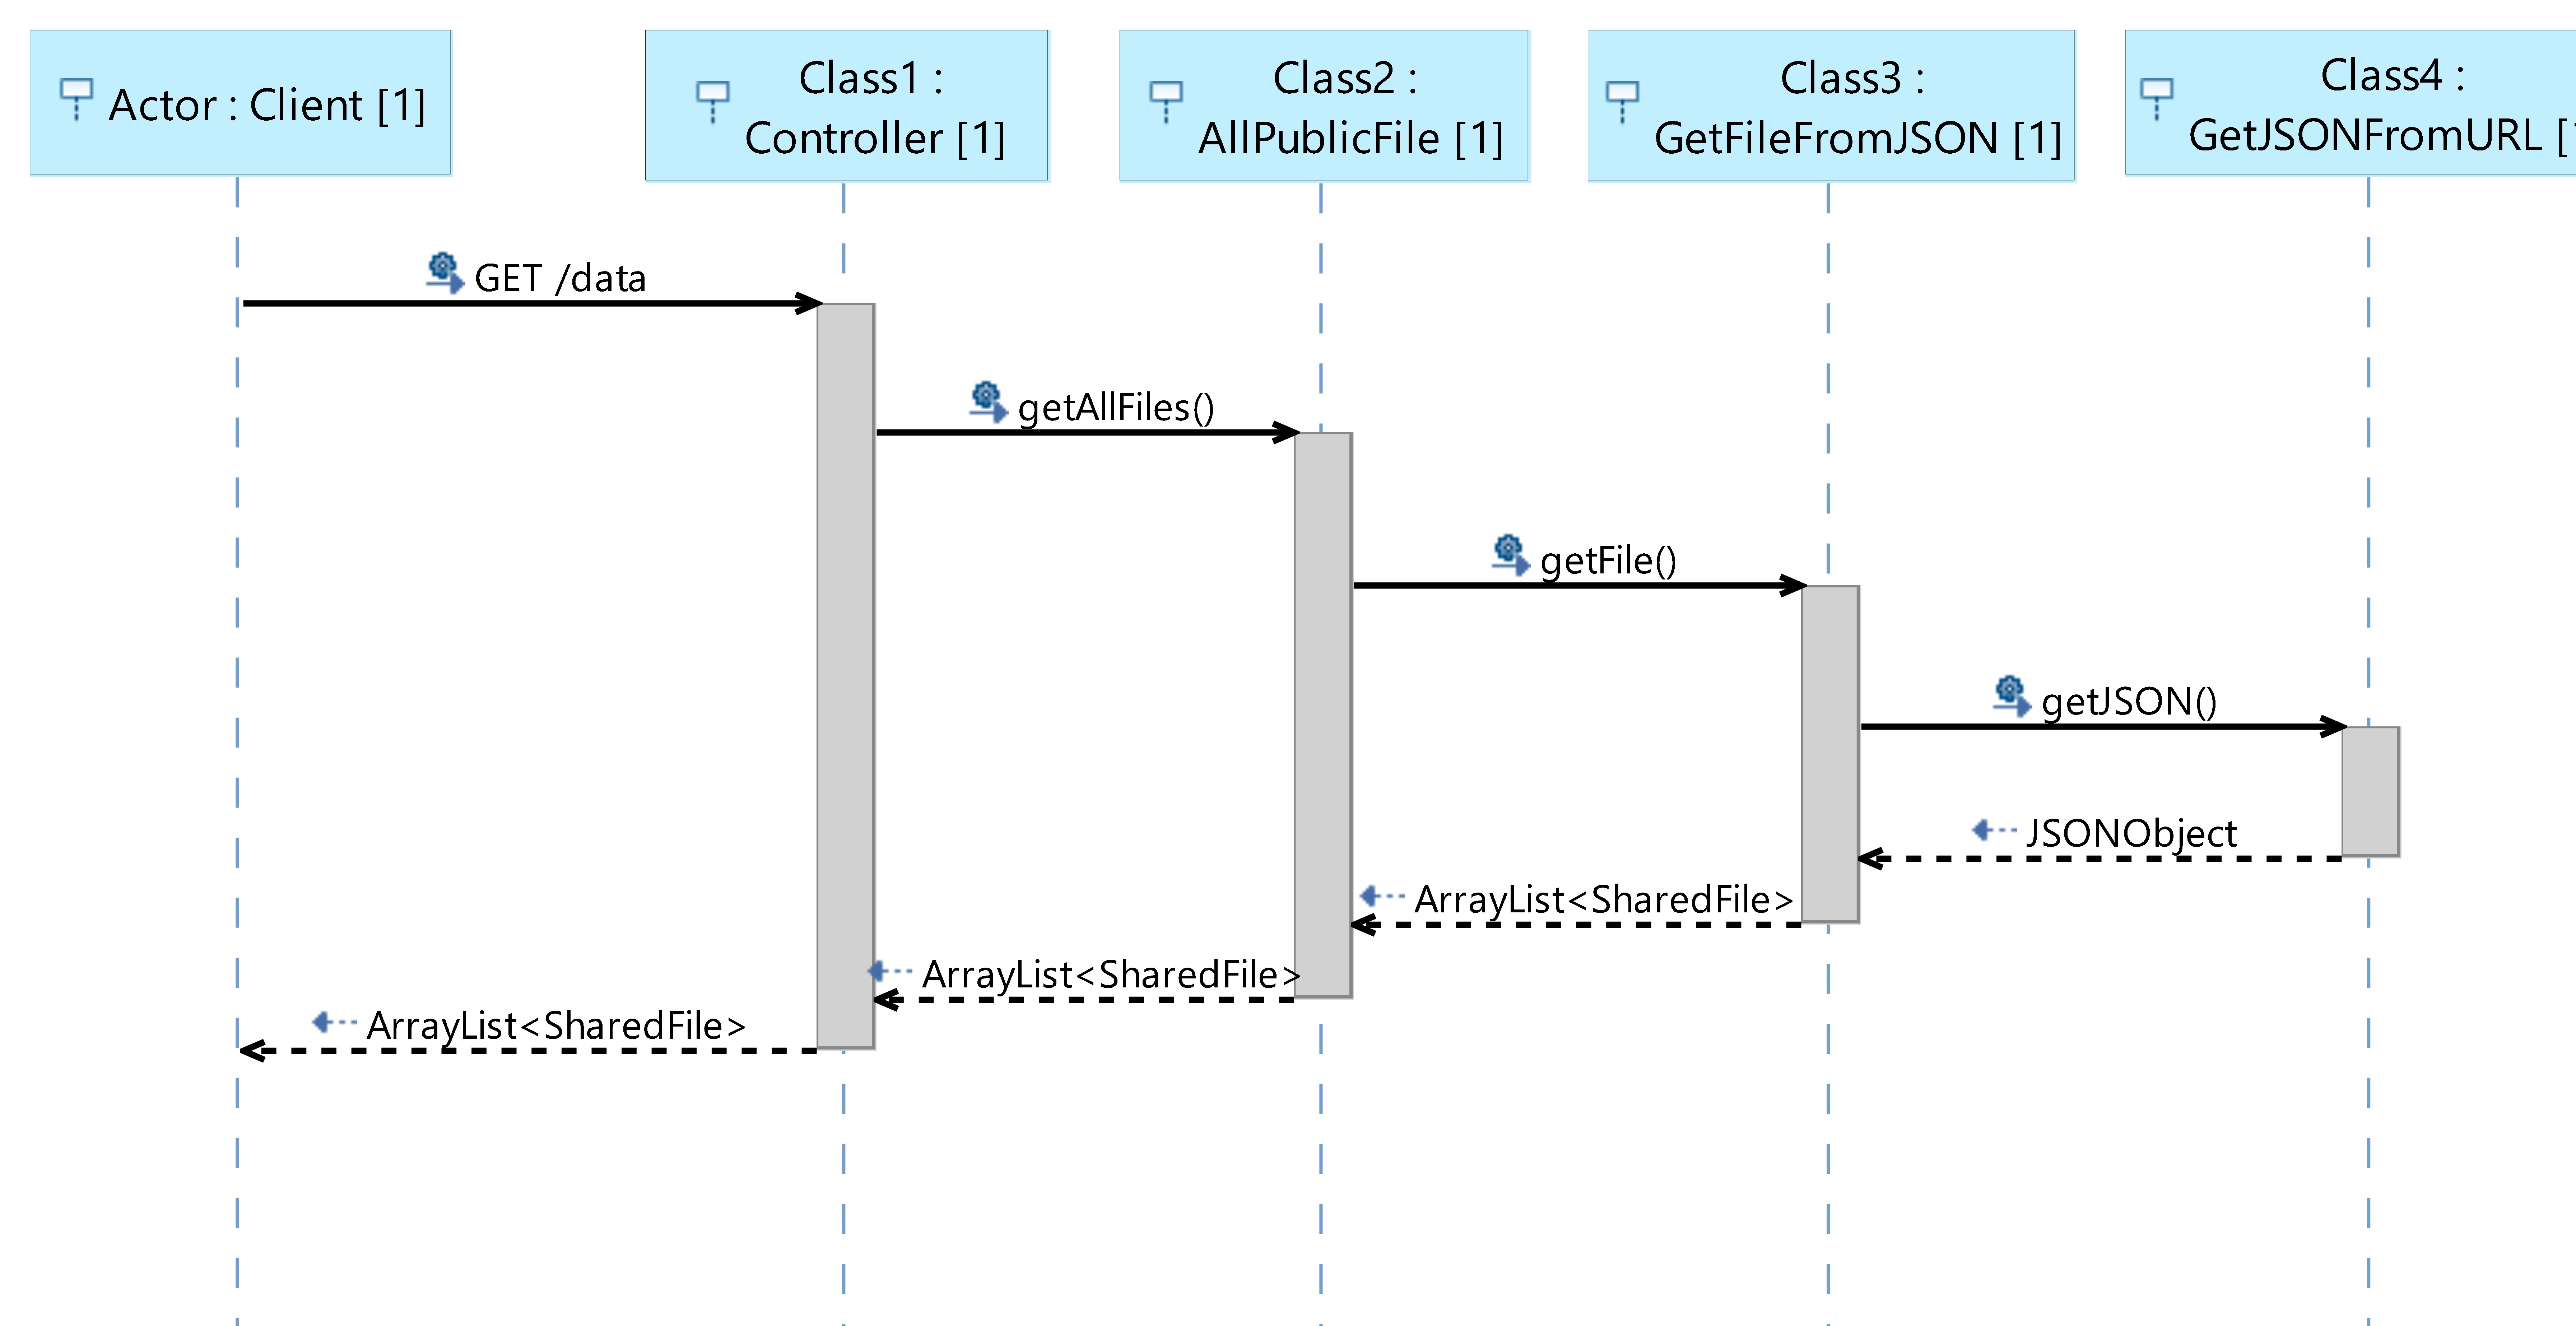 Actor : Client [1]
Class1 :
Controller [1]
Class2 :
AllPublicFile [1]
Class3 :
GetFileFromJSON [1]
Class4 :
GetJSONFromURL [
GET /data
getAllFiles()
getFile()
getJSON()
JSONObject
ArrayList<SharedFile>
ArrayList<SharedFile>
ArrayList<SharedFile>